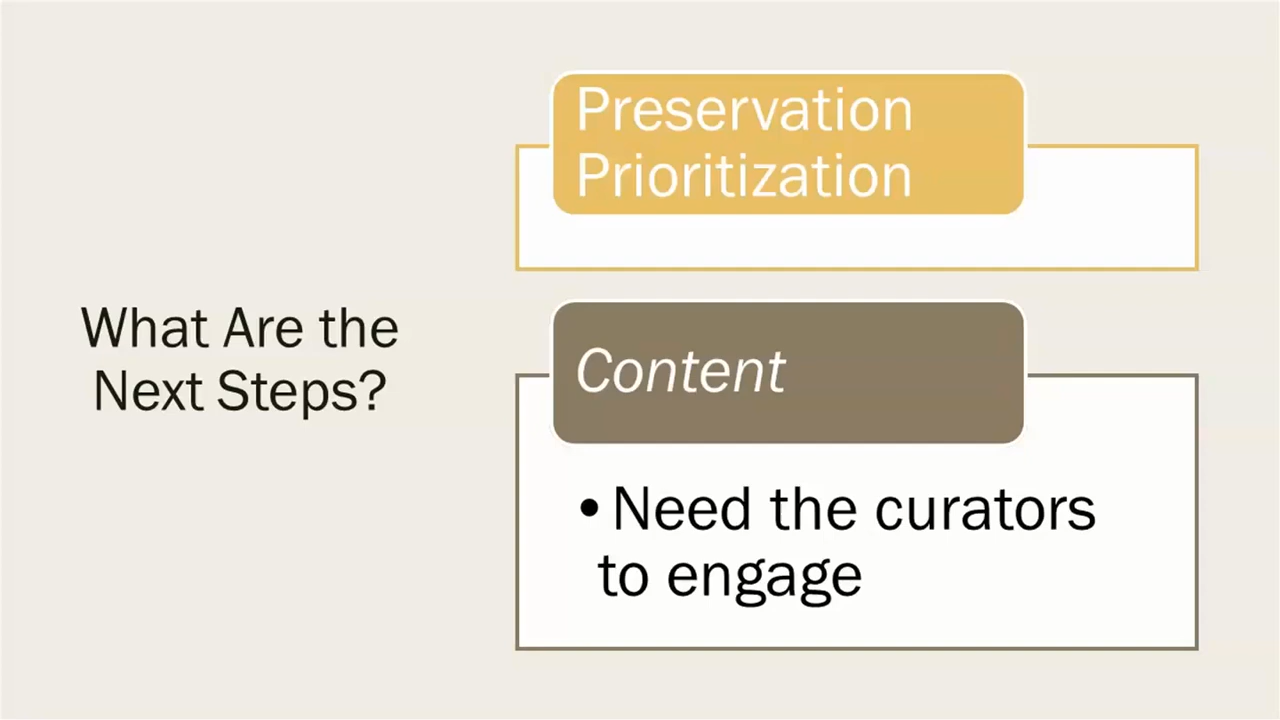 What Are the
Next Steps?
Preservation
Prioritization
Content
• Need the curators
to engage